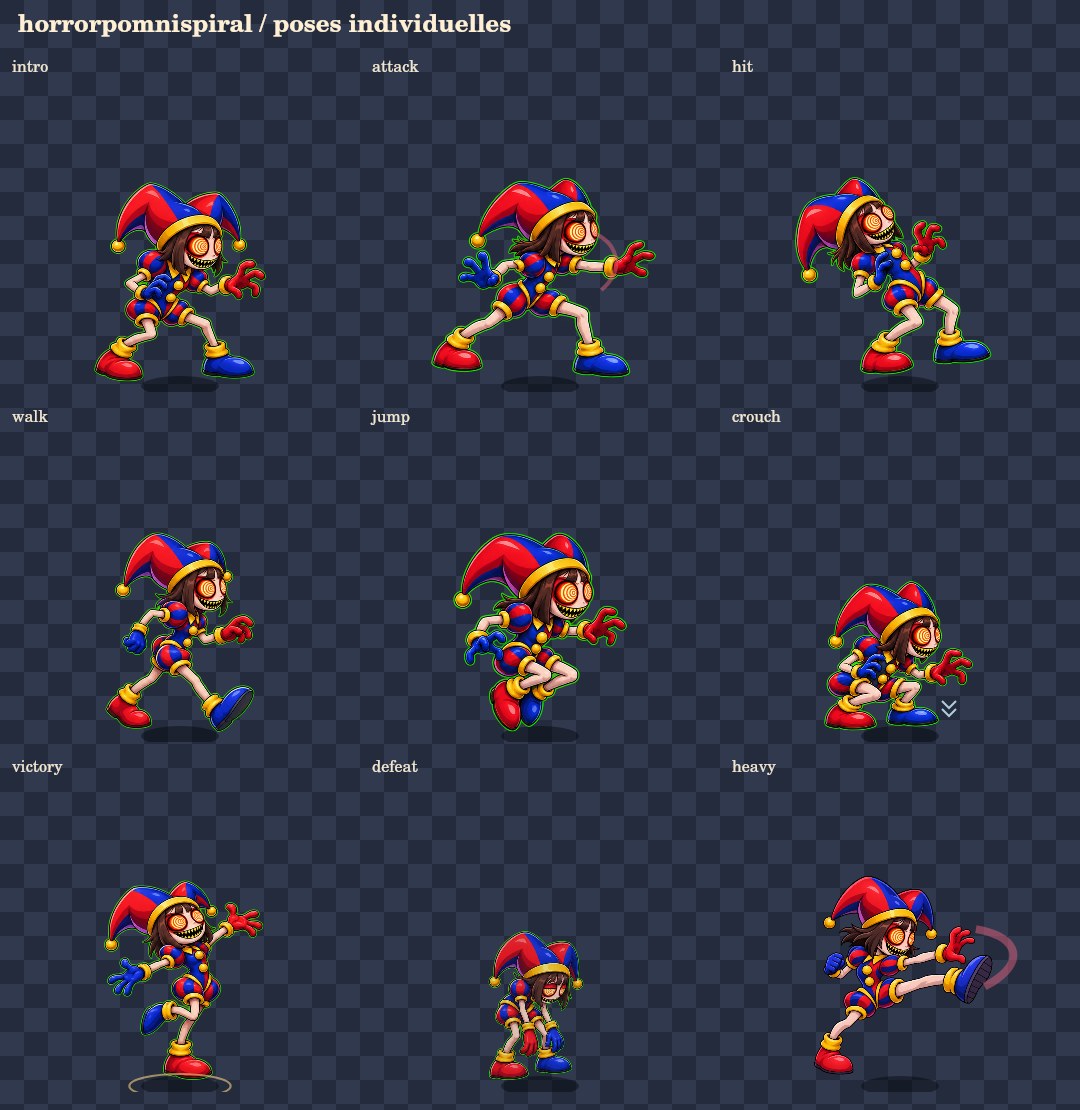 horrorpomnispiral / poses individuelles
intro
attack
hit
walk
jump
crouch
victory
defeat
heavy